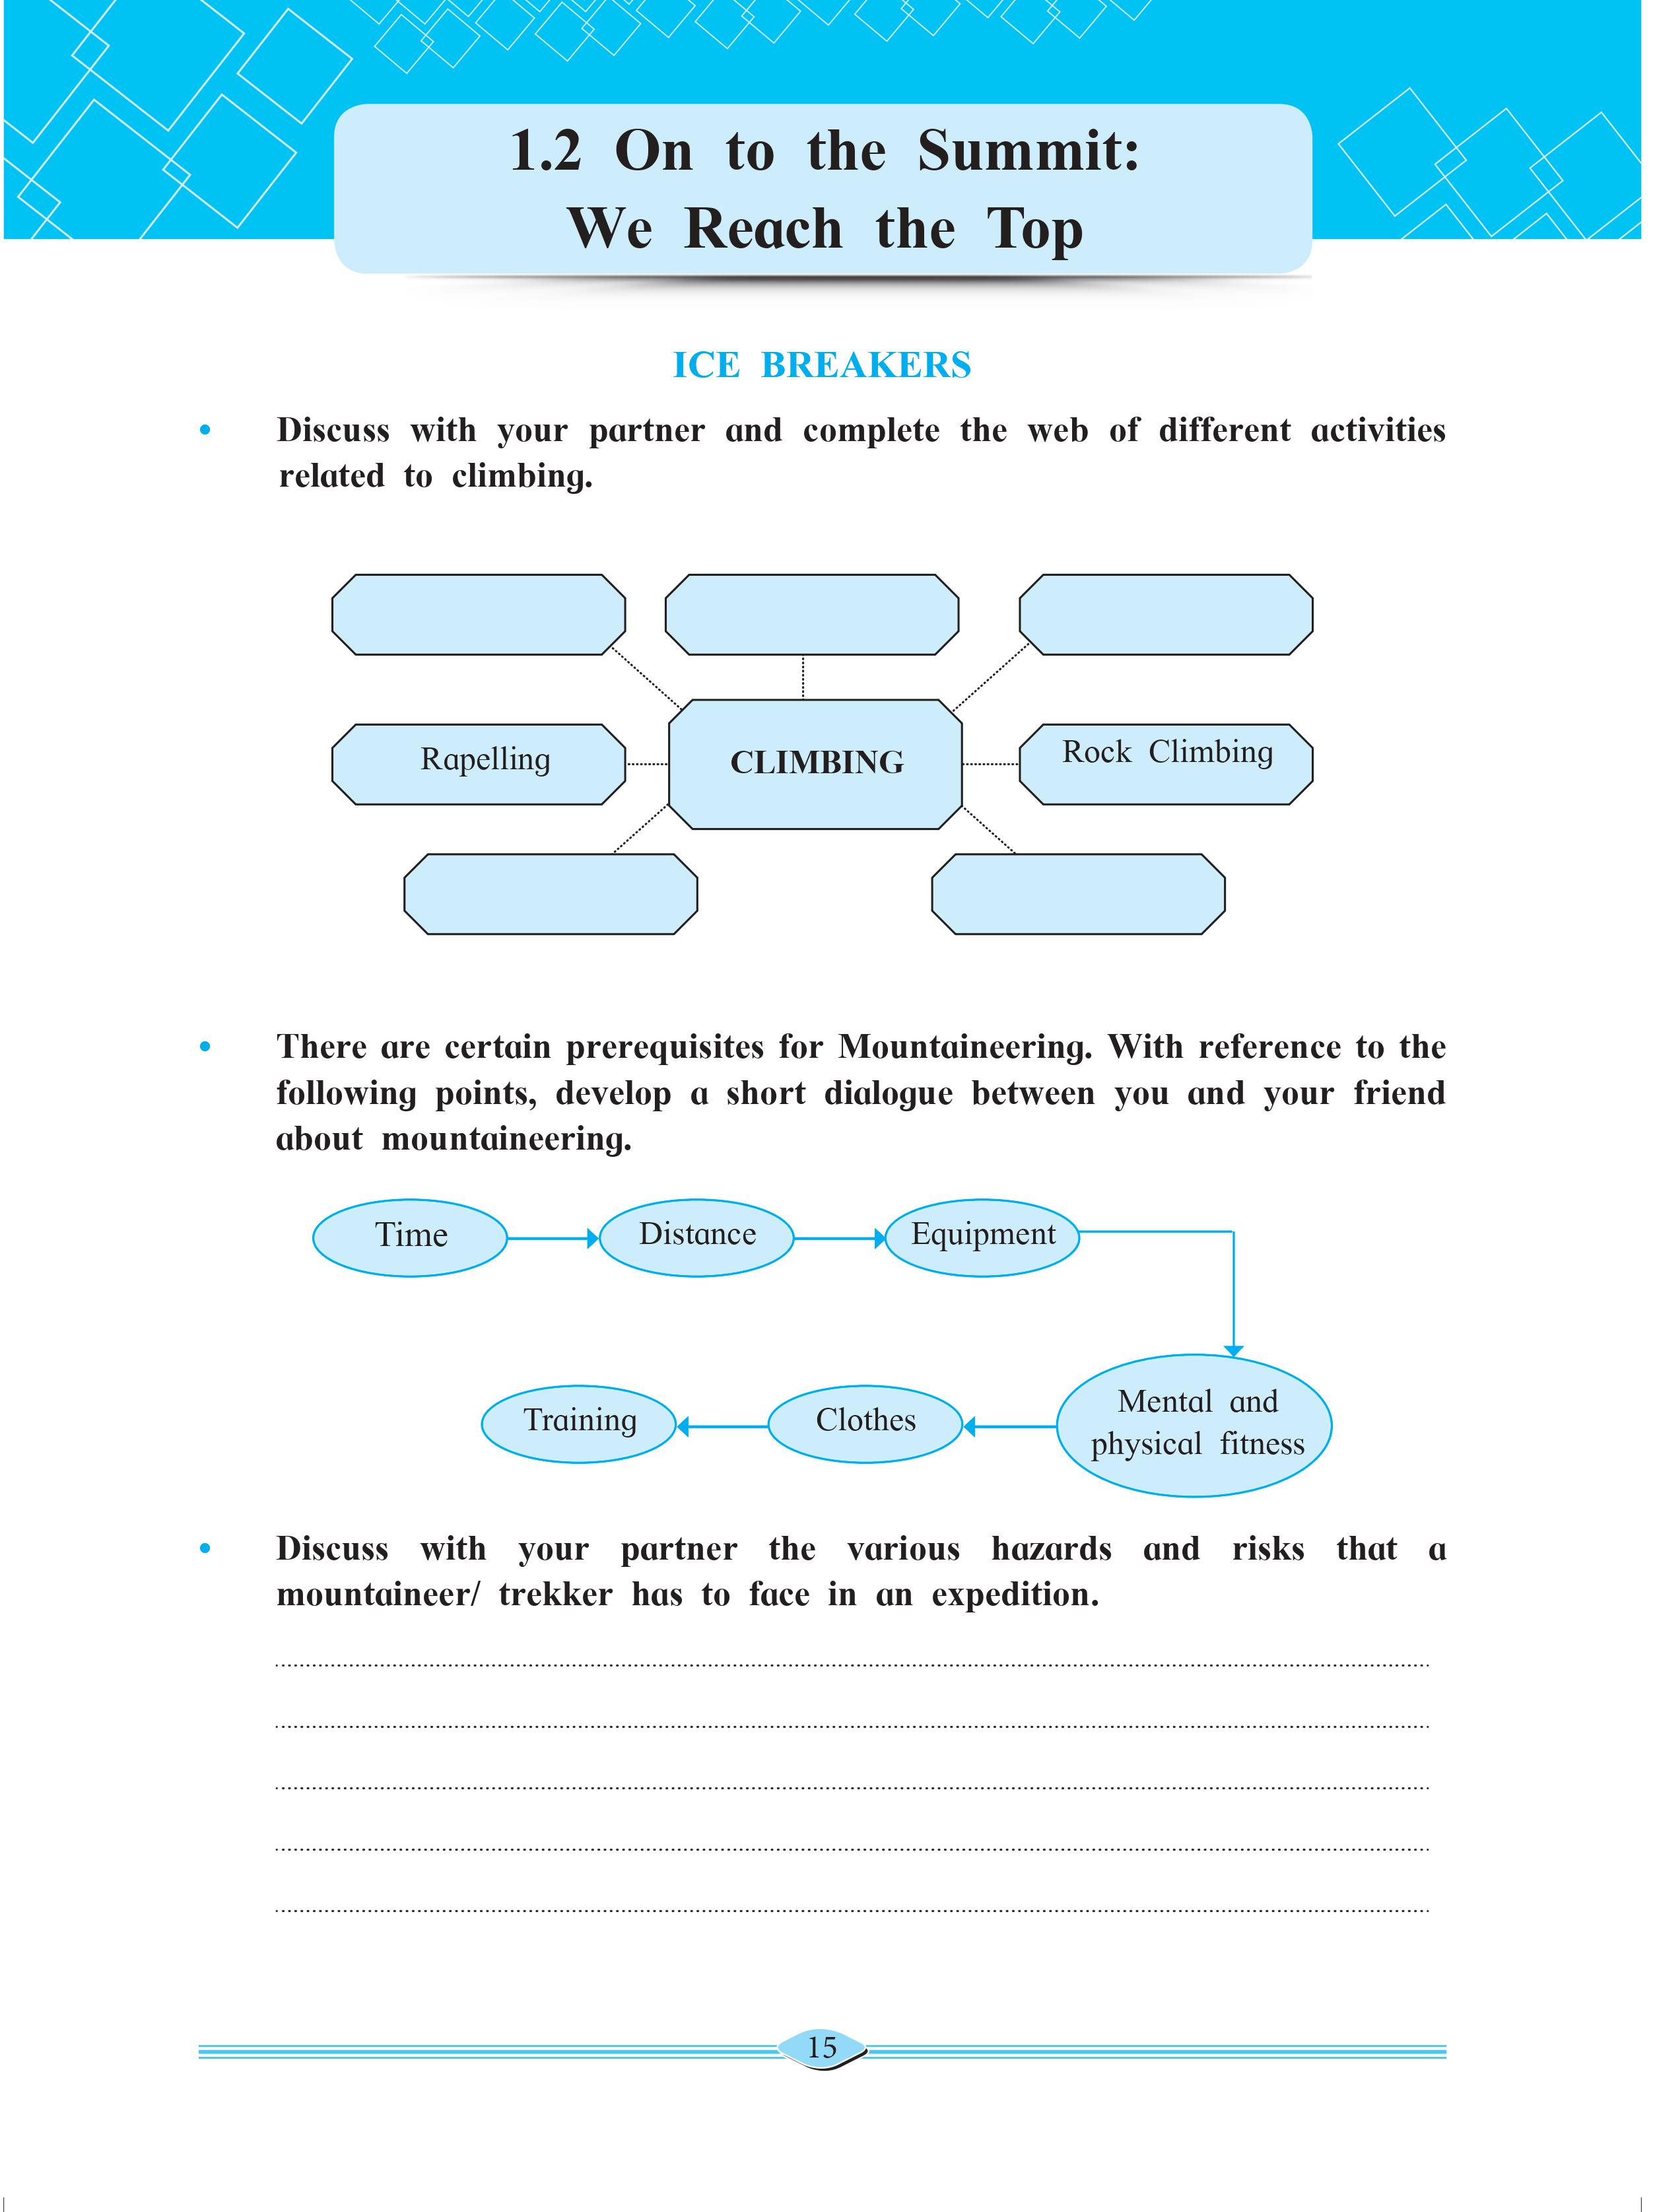 1.2 On to the Summit:
We Reach the Top
ICE BREAKERS
• Discuss with your partner and complete the web of different activities
related to climbing.
Rapelling
CLIMBING
Rock Climbing
• There are certain prerequisites for Mountaineering. With reference to the
following points, develop a short dialogue between you and your friend
about mountaineering.
Time
Distance
Equipment
Mental and
physical fitness
Clothes
Training
• Discuss with your partner the various hazards and risks that a
mountaineer/ trekker has to face in an expedition.
15